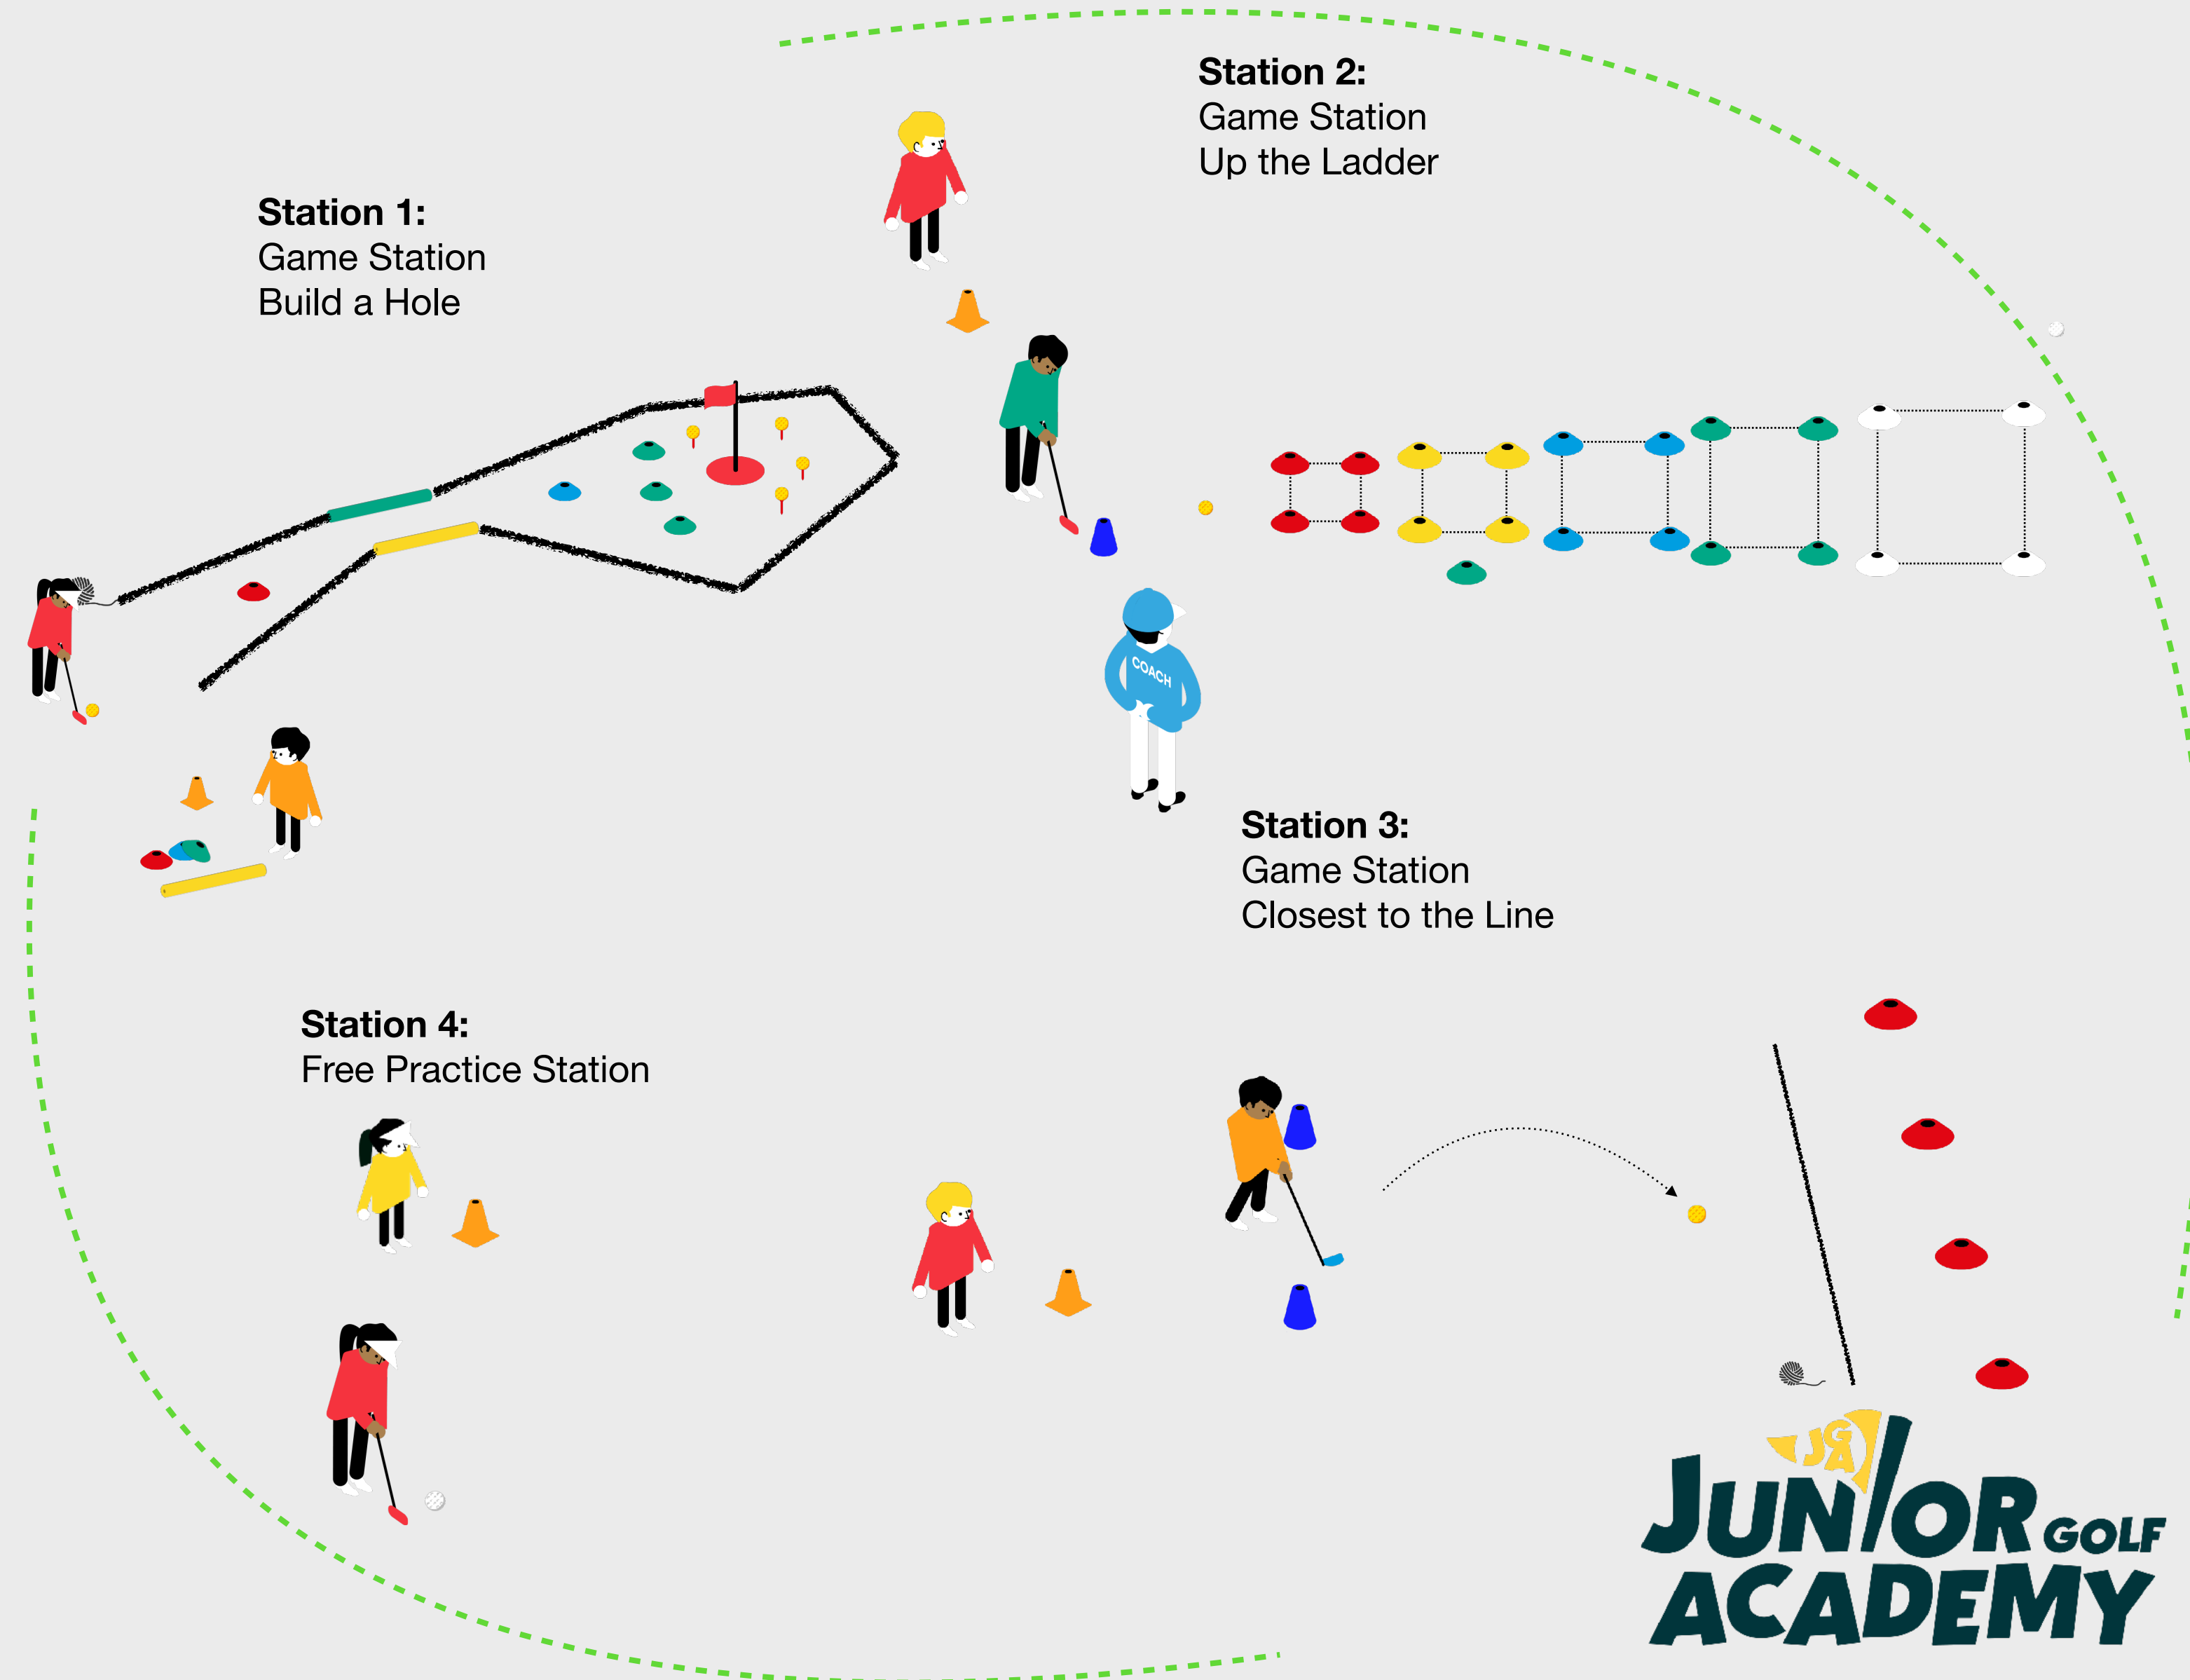 Station 1:
Game Station
Build a Hole
Station 2:
Game Station
Up the Ladder
COACH
Station 3:
Game Station
Closest to the Line
Station 4:
Free Practice Station
JGA
JUNIOR GOLF
ACADEMY